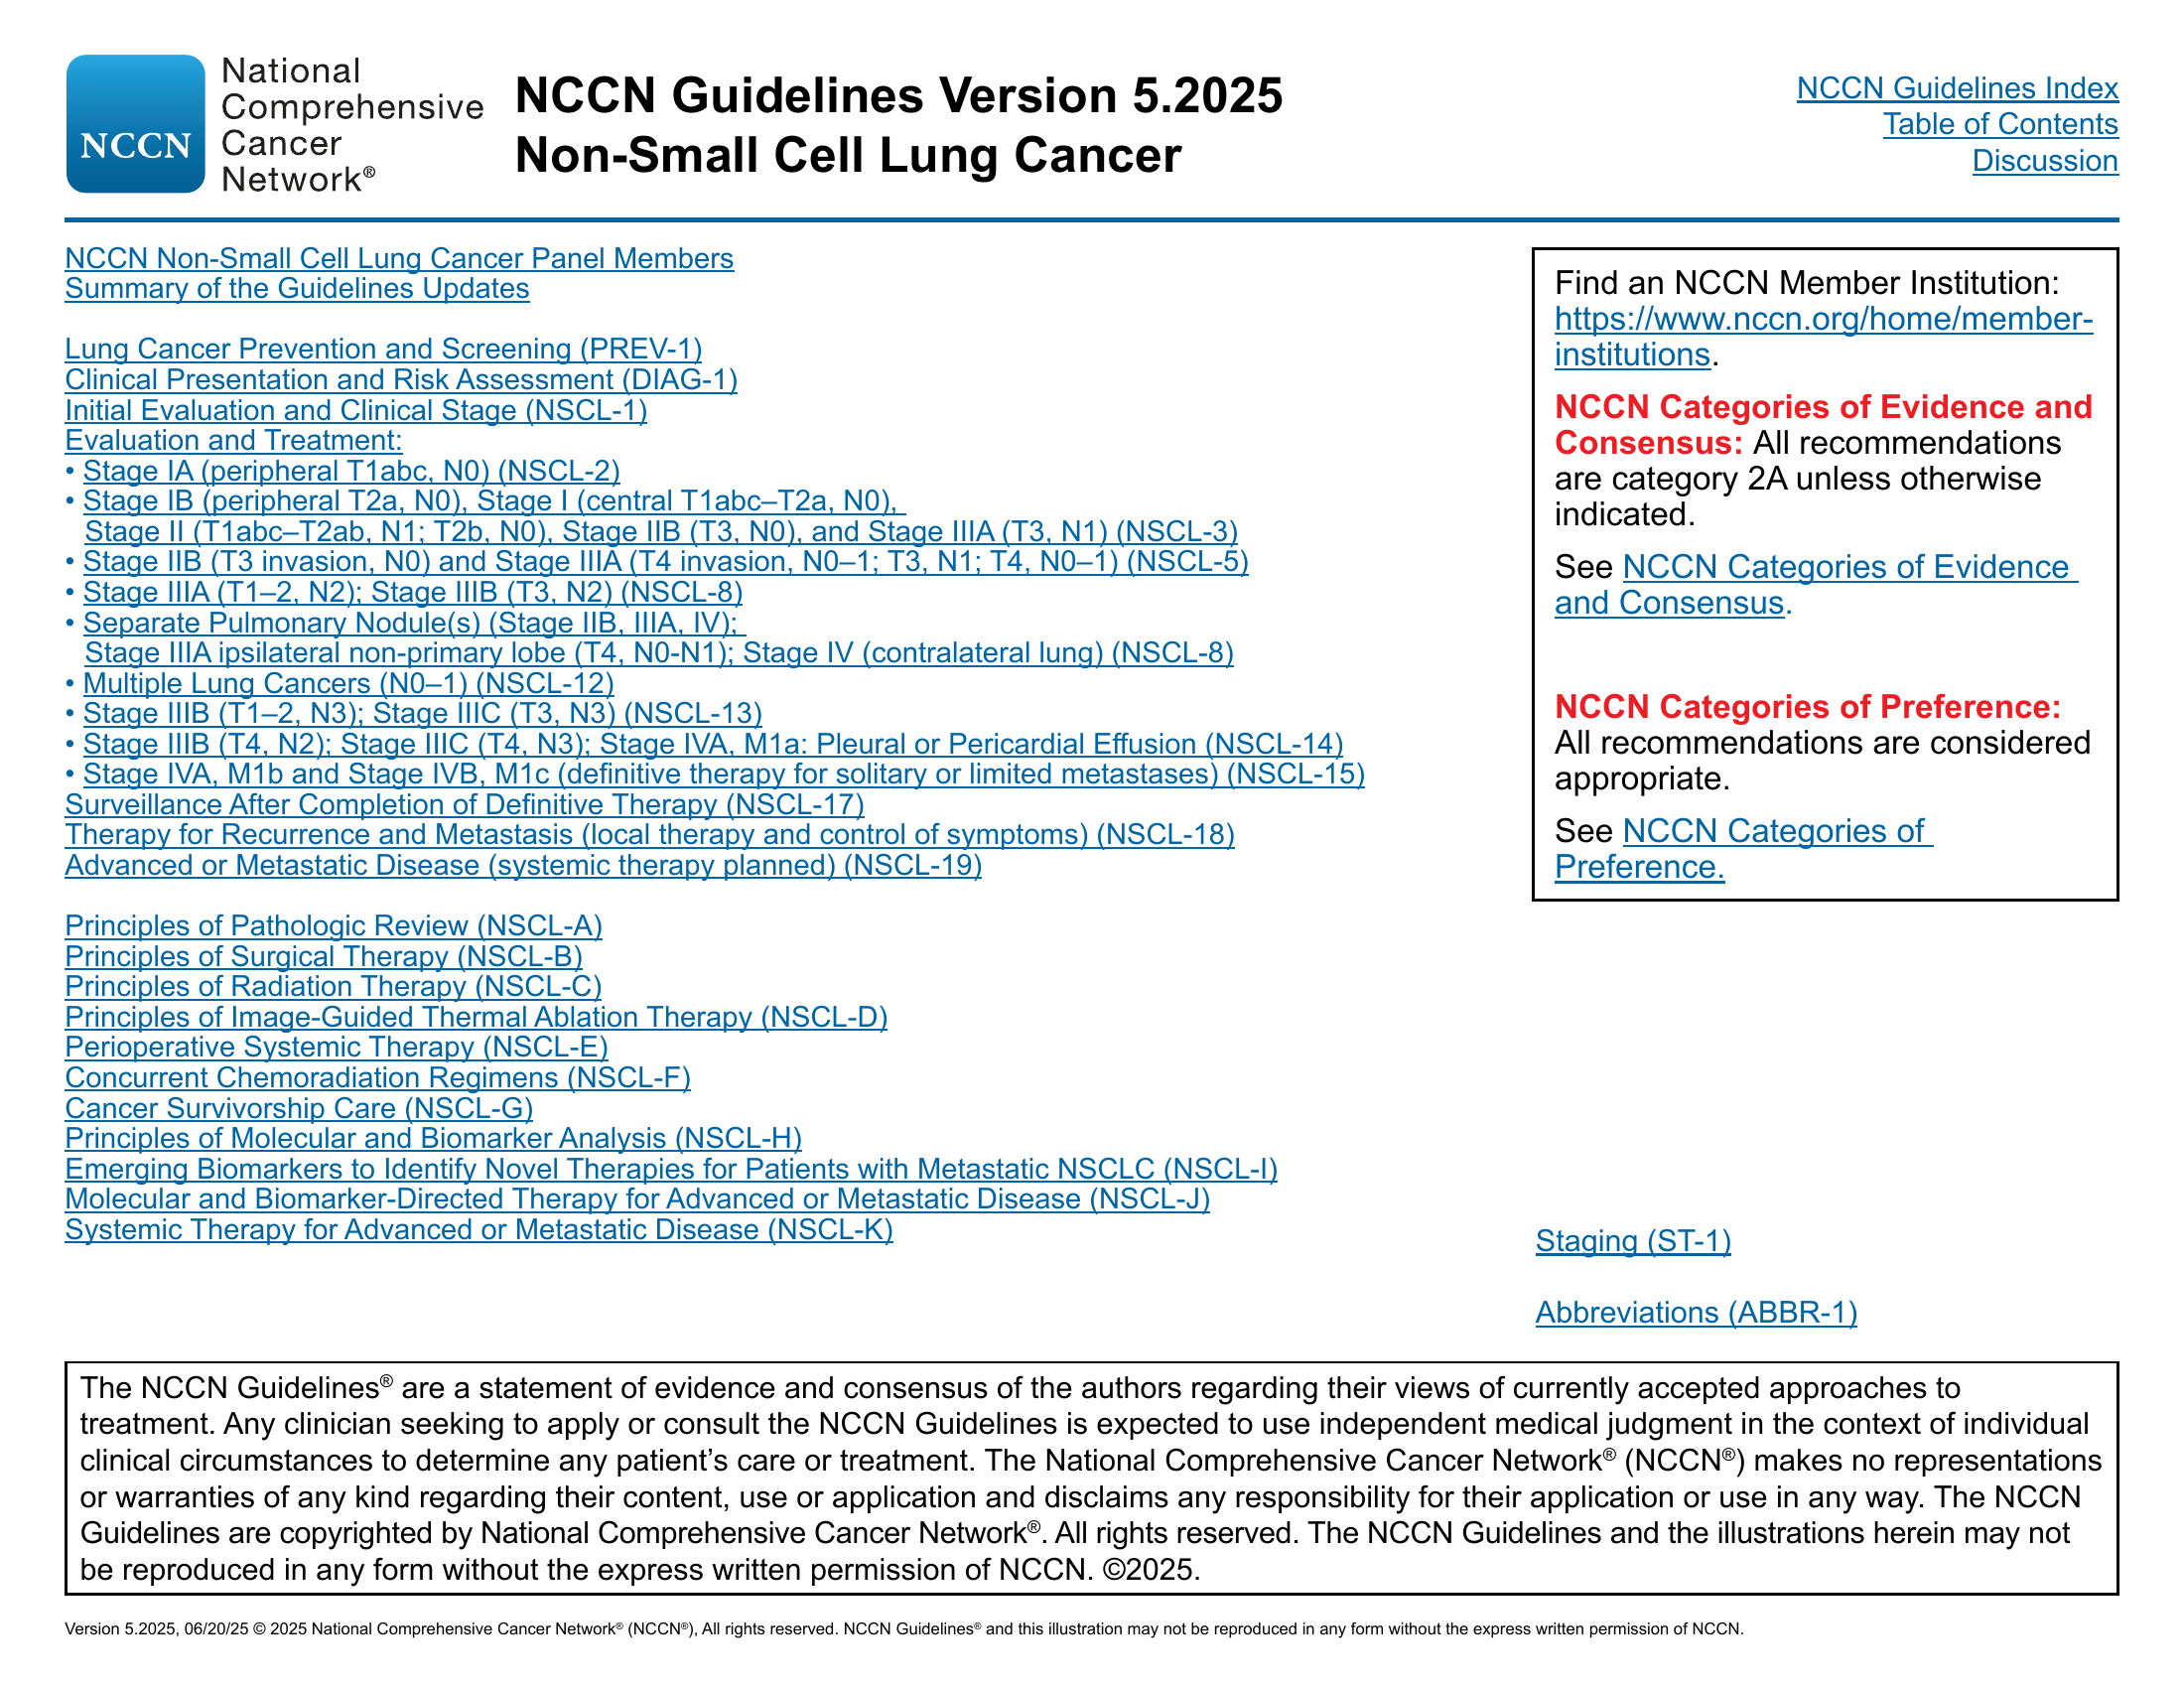 NCCN
National
Comprehensive
Cancer
Network®
NCCN Guidelines Version 5.2025
Non-Small Cell Lung Cancer
NCCN Guidelines Index
Table of Contents
Discussion
NCCN Non-Small Cell Lung Cancer Panel Members
Summary of the Guidelines Updates
Lung Cancer Prevention and Screening (PREV-1)
Clinical Presentation and Risk Assessment (DIAG-1)
Initial Evaluation and Clinical Stage (NSCL-1)
Evaluation and Treatment:
• Stage IA (peripheral T1abc, N0) (NSCL-2)
• Stage IB (peripheral T2a, N0), Stage I (central T1abc–T2a, N0),
Stage II (T1abc–T2ab, N1; T2b, N0), Stage IIB (T3, N0), and Stage IIIA (T3, N1) (NSCL-3)
• Stage IIB (T3 invasion, N0) and Stage IIIA (T4 invasion, N0–1; T3, N1; T4, N0–1) (NSCL-5)
• Stage IIIA (T1–2, N2); Stage IIIB (T3, N2) (NSCL-8)
• Separate Pulmonary Nodule(s) (Stage IIB, IIIA, IV);
Stage IIIA ipsilateral non-primary lobe (T4, N0-N1); Stage IV (contralateral lung) (NSCL-8)
• Multiple Lung Cancers (N0–1) (NSCL-12)
• Stage IIIB (T1–2, N3); Stage IIIC (T3, N3) (NSCL-13)
• Stage IIIB (T4, N2); Stage IIIC (T4, N3); Stage IVA, M1a: Pleural or Pericardial Effusion (NSCL-14)
• Stage IVA, M1b and Stage IVB, M1c (definitive therapy for solitary or limited metastases) (NSCL-15)
Surveillance After Completion of Definitive Therapy (NSCL-17)
Therapy for Recurrence and Metastasis (local therapy and control of symptoms) (NSCL-18)
Advanced or Metastatic Disease (systemic therapy planned) (NSCL-19)
Principles of Pathologic Review (NSCL-A)
Principles of Surgical Therapy (NSCL-B)
Principles of Radiation Therapy (NSCL-C)
Principles of Image-Guided Thermal Ablation Therapy (NSCL-D)
Perioperative Systemic Therapy (NSCL-E)
Concurrent Chemoradiation Regimens (NSCL-F)
Cancer Survivorship Care (NSCL-G)
Principles of Molecular and Biomarker Analysis (NSCL-H)
Emerging Biomarkers to Identify Novel Therapies for Patients with Metastatic NSCLC (NSCL-I)
Molecular and Biomarker-Directed Therapy for Advanced or Metastatic Disease (NSCL-J)
Systemic Therapy for Advanced or Metastatic Disease (NSCL-K)
Find an NCCN Member Institution:
https://www.nccn.org/home/member-
institutions.
NCCN Categories of Evidence and
Consensus: All recommendations
are category 2A unless otherwise
indicated.
See NCCN Categories of Evidence
and Consensus.
NCCN Categories of Preference:
All recommendations are considered
appropriate.
See NCCN Categories of
Preference.
Staging (ST-1)
Abbreviations (ABBR-1)
The NCCN Guidelines® are a statement of evidence and consensus of the authors regarding their views of currently accepted approaches to
treatment. Any clinician seeking to apply or consult the NCCN Guidelines is expected to use independent medical judgment in the context of individual
clinical circumstances to determine any patient’s care or treatment. The National Comprehensive Cancer Network® (NCCN®) makes no representations
or warranties of any kind regarding their content, use or application and disclaims any responsibility for their application or use in any way. The NCCN
Guidelines are copyrighted by National Comprehensive Cancer Network®. All rights reserved. The NCCN Guidelines and the illustrations herein may not
be reproduced in any form without the express written permission of NCCN. ©2025.
Version 5.2025, 06/20/25 © 2025 National Comprehensive Cancer Network® (NCCN®), All rights reserved. NCCN Guidelines® and this illustration may not be reproduced in any form without the express written permission of NCCN.